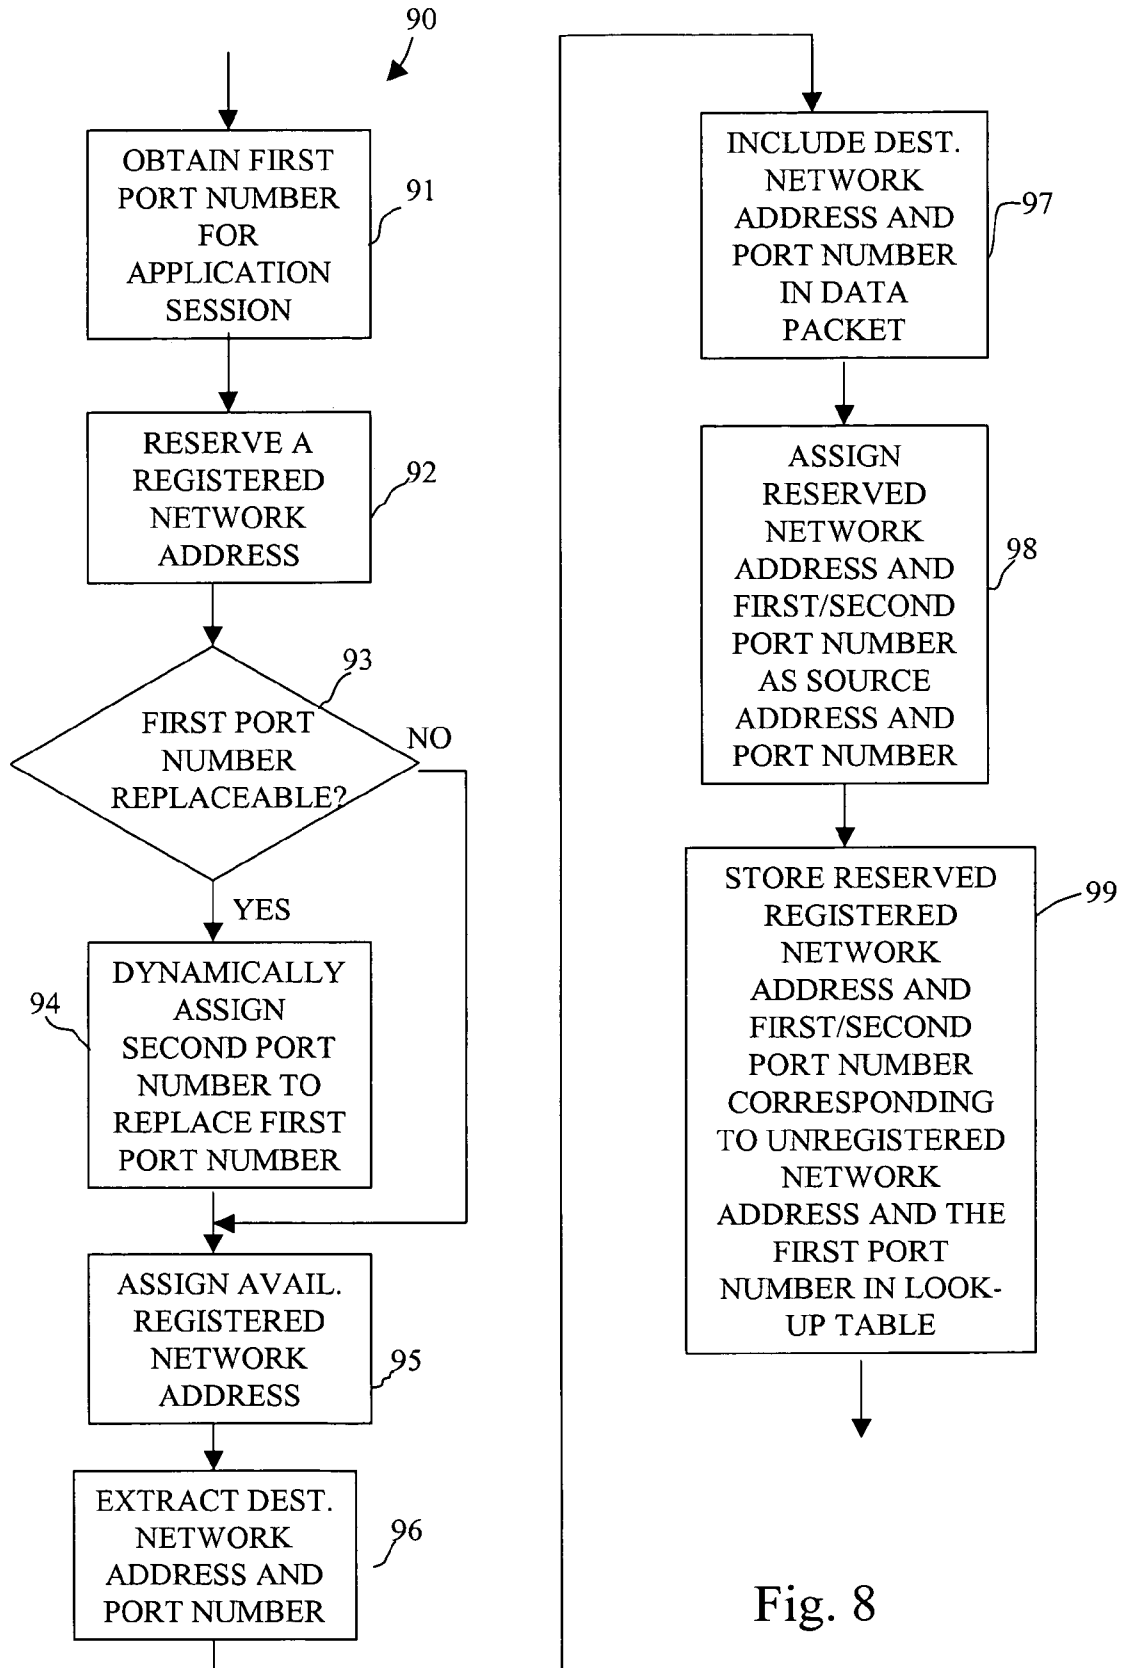 90
OBTAIN FIRST
PORT NUMBER
FOR
APPLICATION
SESSION
91
RESERVE A
REGISTERED
NETWORK
ADDRESS
92
93
FIRST PORT
NUMBER
REPLACEABLE?
NO
YES
DYNAMICALLY
ASSIGN
SECOND PORT
NUMBER TO
REPLACE FIRST
PORT NUMBER
94
ASSIGN AVAIL.
REGISTERED
NETWORK
ADDRESS
95
EXTRACT DEST.
NETWORK
ADDRESS AND
PORT NUMBER
96
INCLUDE DEST.
NETWORK
ADDRESS AND
PORT NUMBER
IN DATA
PACKET
97
ASSIGN
RESERVED
NETWORK
ADDRESS AND
FIRST/SECOND
PORT NUMBER
AS SOURCE
ADDRESS AND
PORT NUMBER
98
STORE RESERVED
REGISTERED
NETWORK
ADDRESS AND
FIRST/SECOND
PORT NUMBER
CORRESPONDING
TO UNREGISTERED
NETWORK
ADDRESS AND THE
FIRST PORT
NUMBER IN LOOK-
UP TABLE
99
Fig. 8